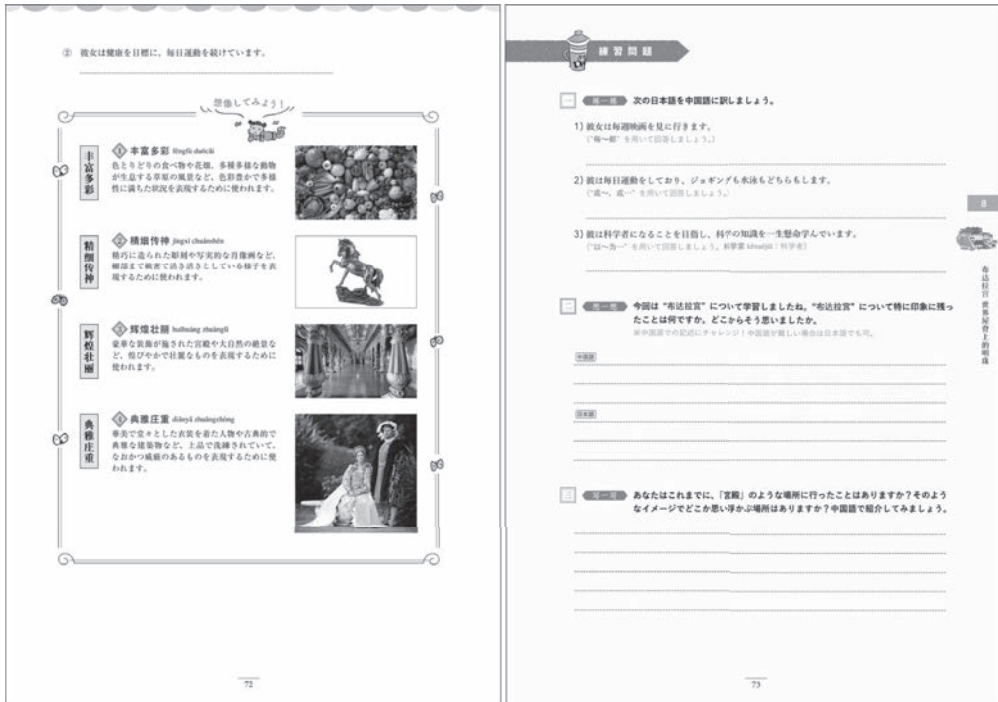 ② 彼女は健康を目標に、毎日運動を続けています。
想像してみよう!
丰富多彩
① 丰富多彩 fēngfù duōcǎi
色とりどりの食べ物や花畑、多種多様な動物
が生息する草原の風景など、色彩豊かで多様
性に満ちた状況を表現するために使われます。
精细传神
② 精细传神 jīngxì chuánshén
精巧に造られた彫刻や写実的な肖像画など、
細部まで緻密で活き活きとしている様子を表
現するために使われます。
辉煌壮丽
③ 辉煌壮丽 huīhuáng zhuànglì
豪華な装飾が施された宮殿や大自然の絶景な
ど、煌びやかで壮麗なものを表現するために
使われます。
典雅庄重
④ 典雅庄重 diǎnyǎ zhuāngzhòng
華美で堂々とした衣装を着た人物や古典的で
典雅な建築物など、上品で洗練されていて、
なおかつ威厳のあるものを表現するために使
われます。
72
練習問題
一 次の日本語を中国語に訳しましょう。
1) 彼女は毎週映画を見に行きます。
("每~都" を用いて回答しましょう。)
2) 彼は毎日運動をしており、ジョギングも水泳もどちらもします。
("或~、或…" を用いて回答しましょう。)
3) 彼は科学者になることを目指し、科学の知識を一生懸命学んでいます。
("以~为…" を用いて回答しましょう。科学家 kēxuéjiā:科学者)
二 想一想 今回は "布达拉宫" について学習しましたね。"布达拉宫" について特に印象に残っ
たことは何ですか。どこからそう思いましたか。
※中国語での記述にチャレンジ!中国語が難しい場合は日本語でも可。
中国語
日本語
三 写一写 あなたはこれまでに、「宮殿」のような場所に行ったことはありますか?そのよう
なイメージでどこか思い浮かぶ場所はありますか?中国語で紹介してみましょう。
8
布达拉宫 世界屋脊上的明珠
73